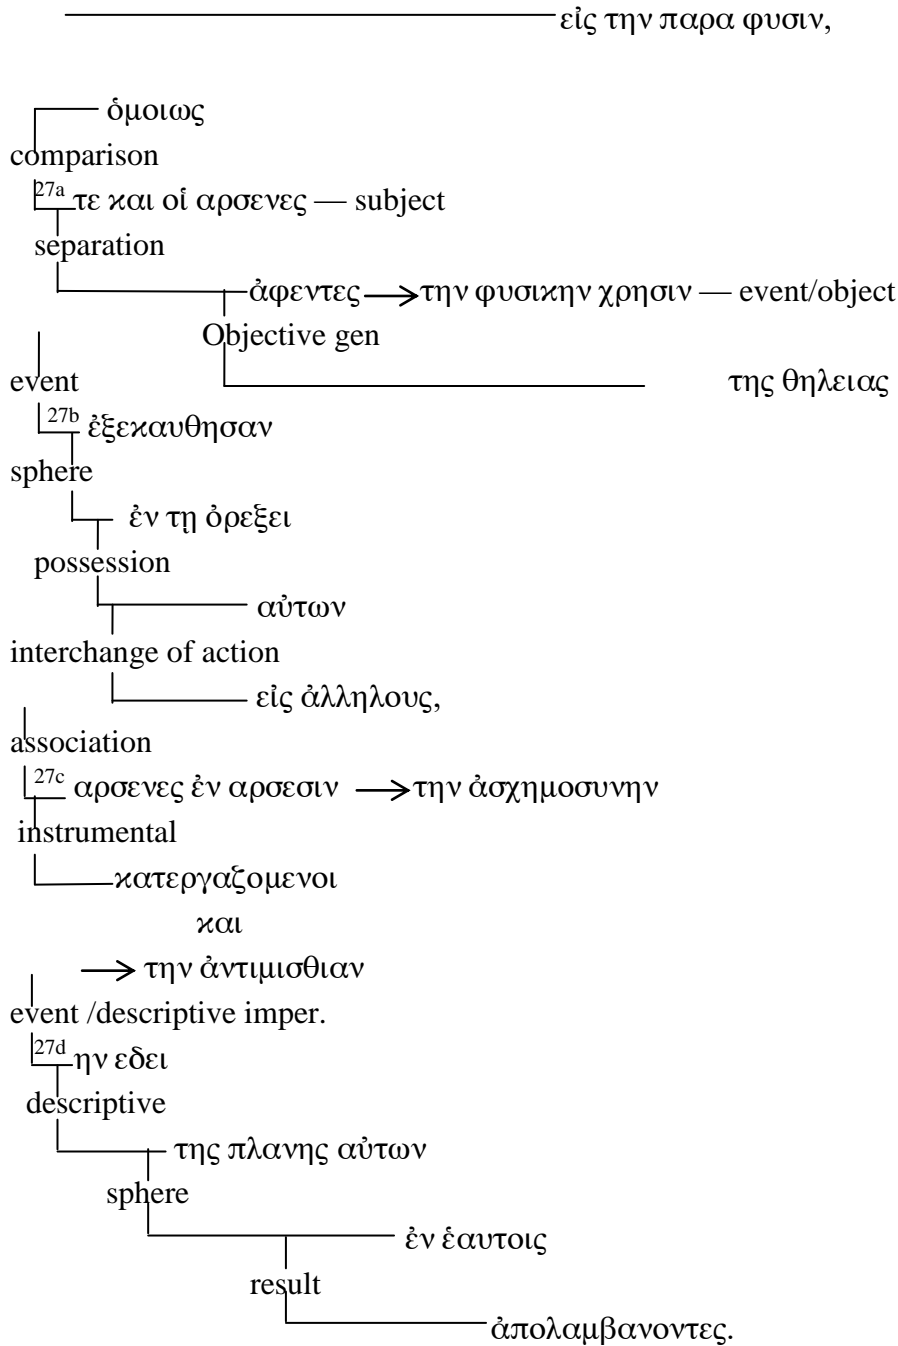 εἰς την παρα φυσιν,
ὁμοιως
comparison
27a τε ϰαι οἱ αρσενες — subject
separation
ἀφεντες → την φυσιϰην χρησιν — event/object
Objective gen
event της θηλειας
27b ἐξεϰαυθησαν
sphere
ἐν τῃ ὀρεξει
possession
αὐτων
interchange of action
εἰς ἀλληλους,
association
27c αρσενες ἐν αρσεσιν → την ἀσχημοσυνην
instrumental
ϰατεργαζομενοι
ϰαι
→ την ἀντιμισθιαν
event /descriptive imper.
27d ην εδει
descriptive
της πλανης αὐτων
sphere
ἐν ἑαυτοις
result
ἀπολαμβανοντες.